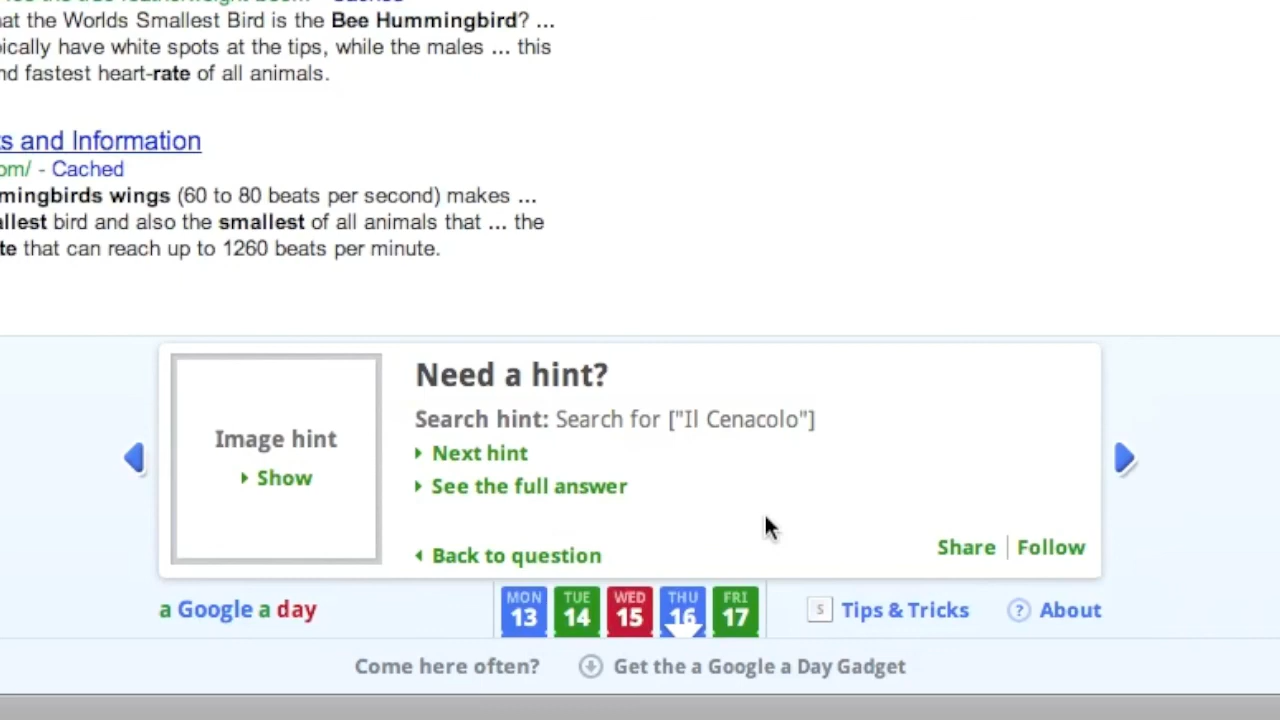 at the Worlds Smallest Bird is the Bee Hummingbird? ...
ically have white spots at the tips, while the males ... this
nd fastest heart-rate of all animals.
s and Information
om/ - Cached
mingbirds wings (60 to 80 beats per second) makes ...
allest bird and also the smallest of all animals that ... the
te that can reach up to 1260 beats per minute.
Image hint
Show
Need a hint?
Search hint: Search for ["Il Cenacolo"]
Next hint
See the full answer
Back to question
Share | Follow
a Google a day
MON 13 TUE 14 WED 15 THU 16 FRI 17
S Tips & Tricks ? About
Come here often? Get the a Google a Day Gadget